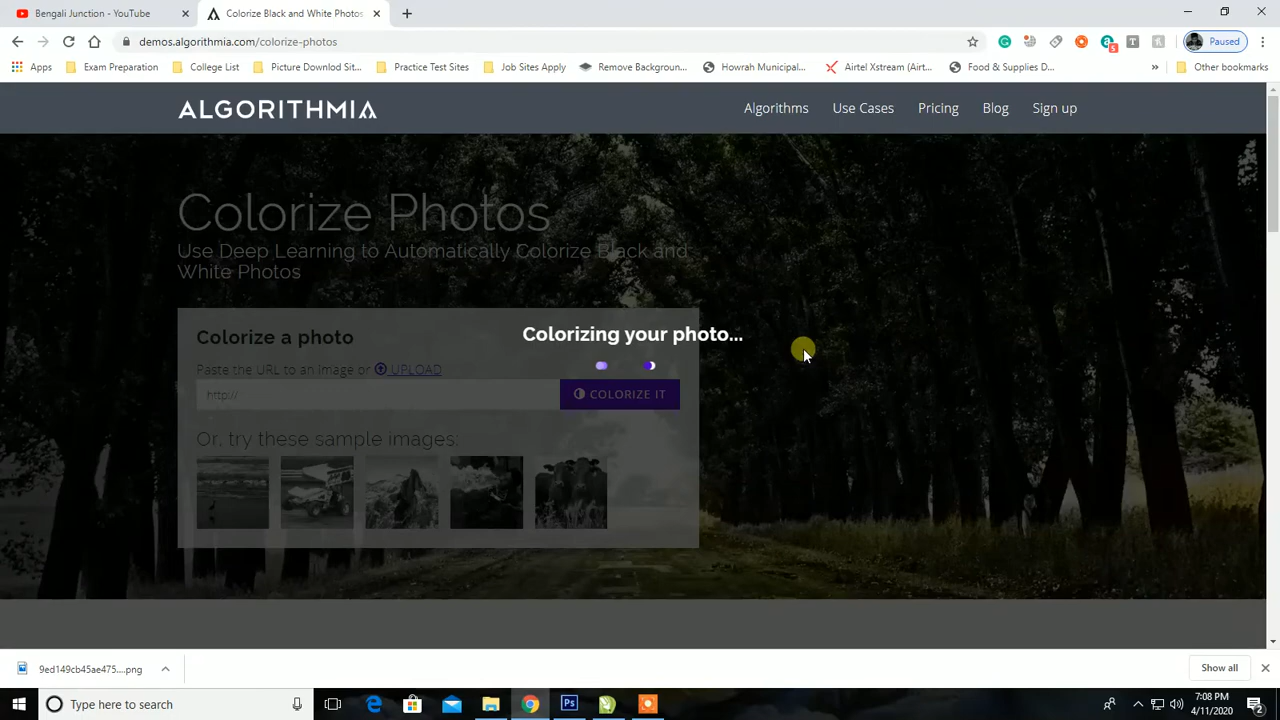 Bengali Junction - YouTube
Colorize Black and White Photos
demos.algorithmia.com/colorize-photos
5
T
Paused
Apps
Exam Preparation
College List
Picture Downlod Sit...
Practice Test Sites
Job Sites Apply
Remove Backgroun...
Howrah Municipal...
Airtel Xstream (Airt...
Food & Supplies D...
»
Other bookmarks
ALGORITHMIA
Algorithms
Use Cases
Pricing
Blog
Sign up
Colorize Photos
Use Deep Learning to Automatically Colorize Black and
White Photos
Colorize a photo
Colorizing your photo...
Paste the URL to an image or UPLOAD
http://
COLORIZE IT
Or, try these sample images:
9ed149cb45ae475....png
Show all
Type here to search
Ps
7:08 PM
4/11/2020
2